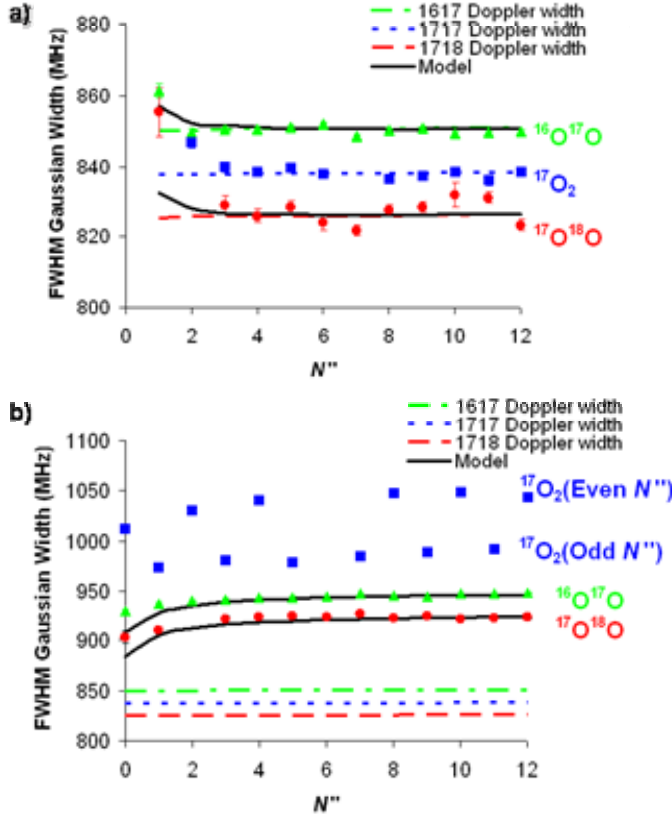 a)
1617 Doppler width
1717 Doppler width
1718 Doppler width
Model
FWHM Gaussian Width (MHz)
880
860
840
820
800
¹⁶O¹⁷O
¹⁷O₂
¹⁷O¹⁸O
0 2 4 6 8 10 12
N"
b)
1617 Doppler width
1717 Doppler width
1718 Doppler width
Model
FWHM Gaussian Width (MHz)
1100
1050
1000
950
900
850
800
¹⁷O₂(Even N")
¹⁷O₂(Odd N")
¹⁶O¹⁷O
¹⁷O¹⁸O
0 2 4 6 8 10 12
N"